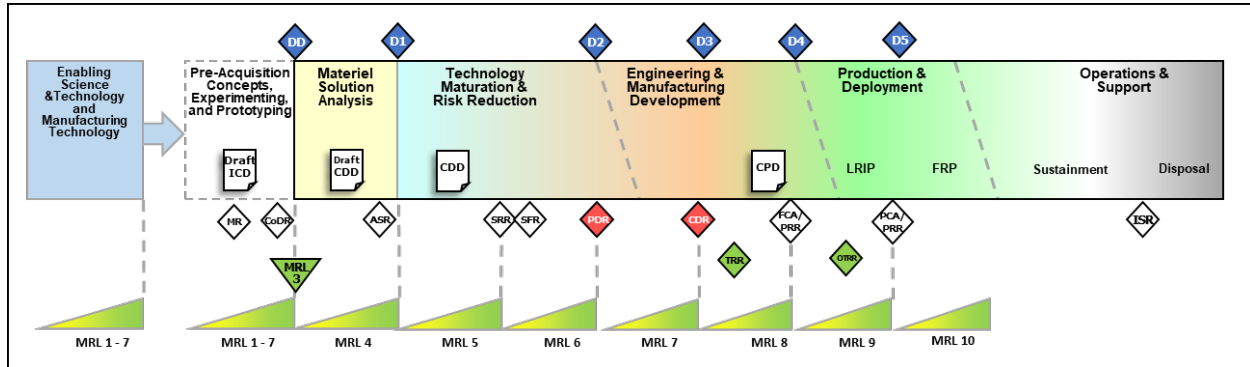 DD
D1
D2
D3
D4
D5
Enabling
Science
&Technology
and
Manufacturing
Technology
Pre-Acquisition
Concepts,
Experimenting,
and Prototyping
Materiel
Solution
Analysis
Technology
Maturation &
Risk Reduction
Engineering &
Manufacturing
Development
Production &
Deployment
Operations &
Support
Draft
ICD
Draft
CDD
CDD
CPD
LRIP
FRP
Sustainment
Disposal
MR
CoDR
ASR
SRR
SFR
PDR
CDR
FCA/
PRR
PCA/
PRR
ISR
TRR
OTRR
MRL
3
MRL 1 - 7
MRL 1 - 7
MRL 4
MRL 5
MRL 6
MRL 7
MRL 8
MRL 9
MRL 10